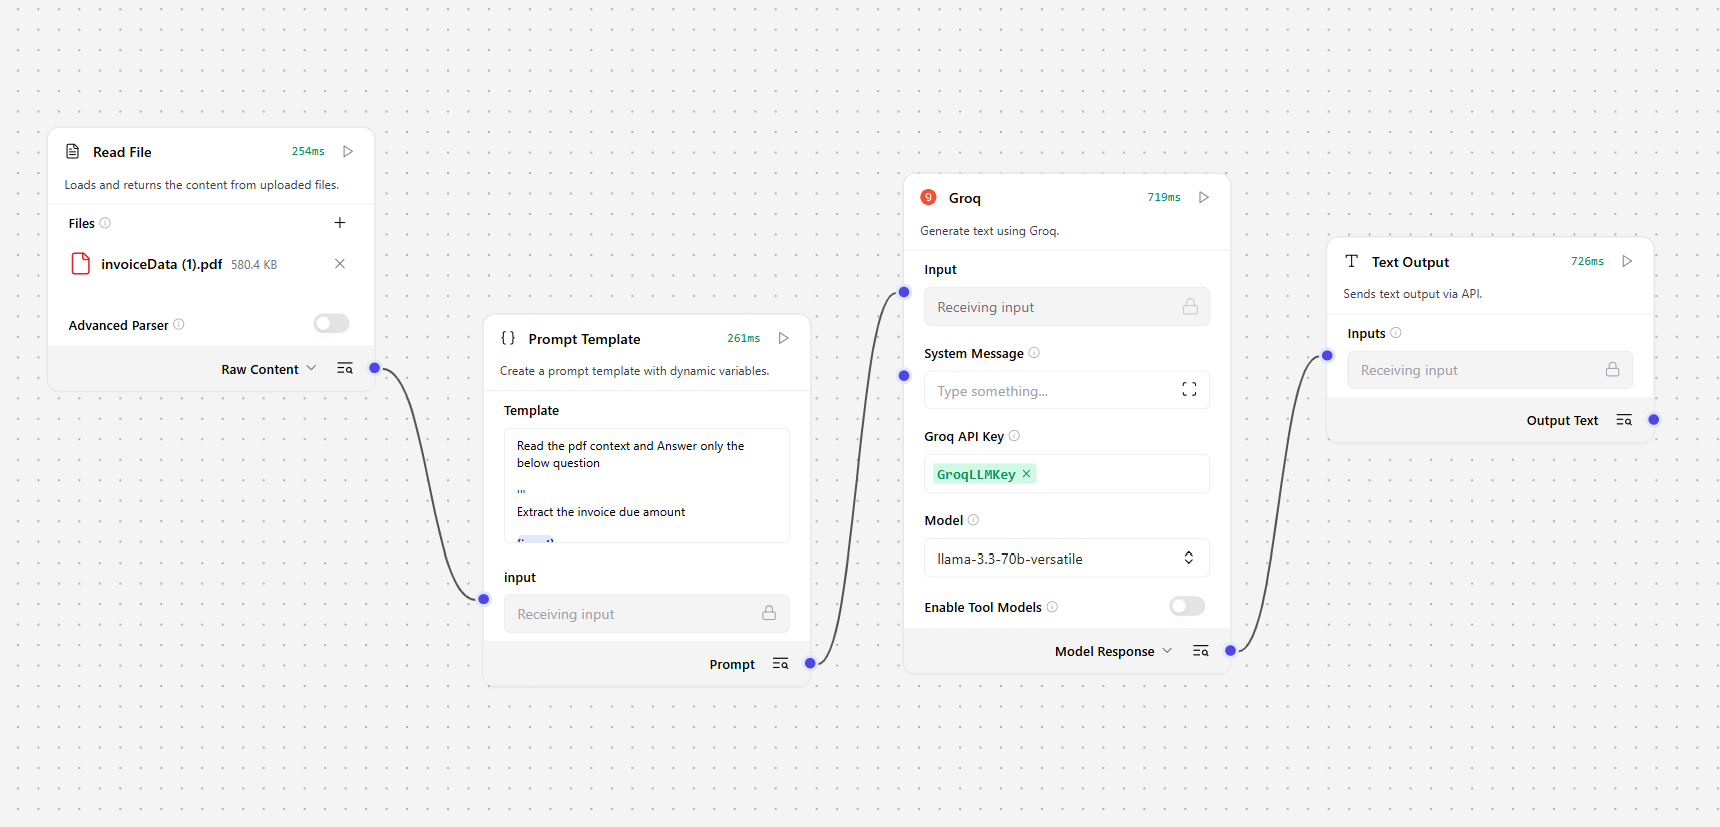 Read File
254ms
Loads and returns the content from uploaded files.
Files
invoiceData (1).pdf 580.4 KB
Advanced Parser
Raw Content
Prompt Template
261ms
Create a prompt template with dynamic variables.
Template
Read the pdf context and Answer only the
below question
'''
Extract the invoice due amount
input
Receiving input
Prompt
9
Groq
719ms
Generate text using Groq.
Input
Receiving input
System Message
Type something...
Groq API Key
GroqLLMKey
Model
llama-3.3-70b-versatile
Enable Tool Models
Model Response
Text Output
726ms
Sends text output via API.
Inputs
Receiving input
Output Text